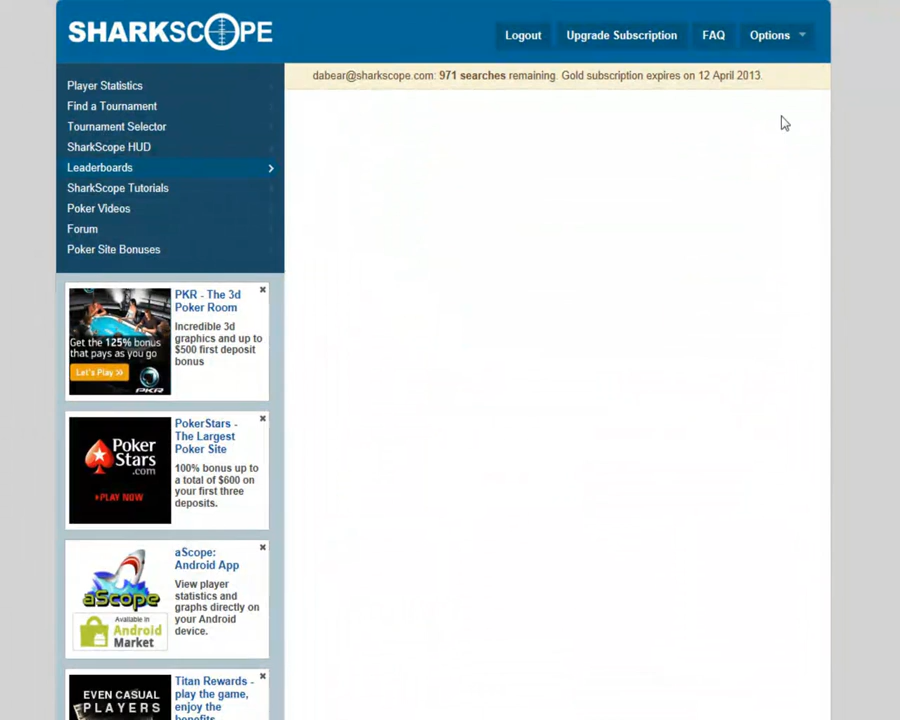 SHARKSCOPE
Logout
Upgrade Subscription
FAQ
Options
dabear@sharkscope.com: 971 searches remaining. Gold subscription expires on 12 April 2013.
Player Statistics
Find a Tournament
Tournament Selector
SharkScope HUD
Leaderboards
SharkScope Tutorials
Poker Videos
Forum
Poker Site Bonuses
Get the 125% bonus
that pays as you go
Let's Play >>
PKR
PKR - The 3d
Poker Room
Incredible 3d
graphics and up to
$500 first deposit
bonus
Poker
Stars
.com
PLAY NOW
PokerStars -
The Largest
Poker Site
100% bonus up to
a total of $600 on
your first three
deposits.
aScope
Available in
Android
Market
aScope:
Android App
View player
statistics and
graphs directly on
your Android
device.
EVEN CASUAL
PLAYERS
Titan Rewards -
play the game,
enjoy the
benefits